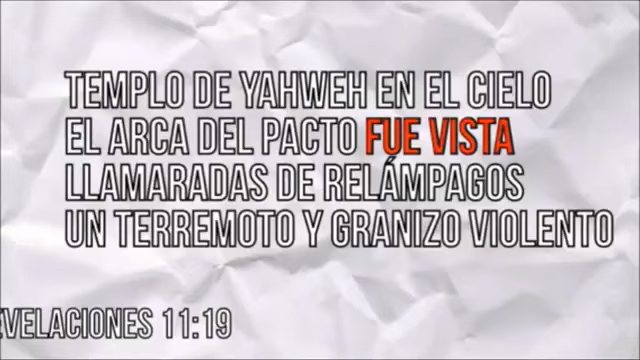 TEMPLO DE YAHWEH EN EL CIELO
EL ARCA DEL PACTO FUE VISTA
LLAMARADAS DE RELÁMPAGOS
UN TERREMOTO Y GRANIZO VIOLENTO
EVELACIONES 11:19